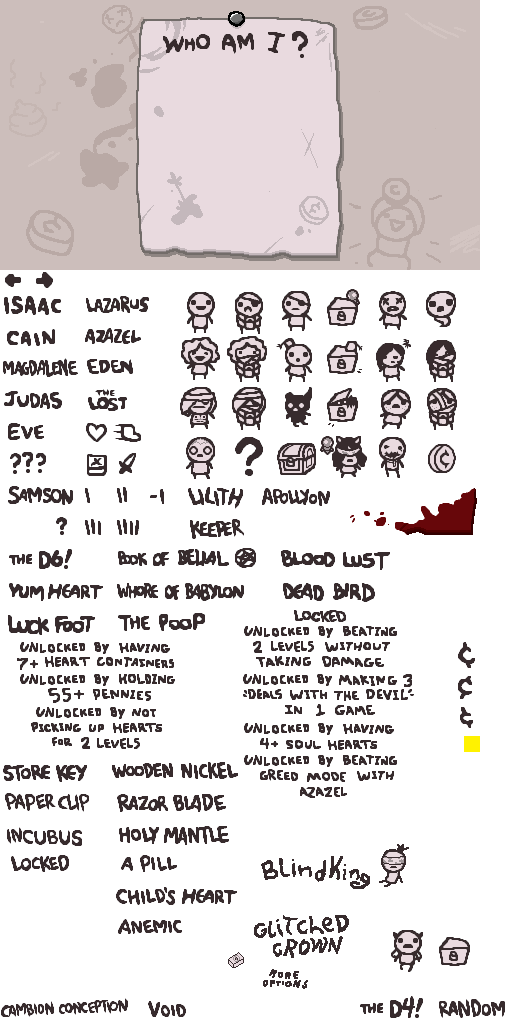 WHO AM I?
ISAAC LAZARUS
CAIN AZAZEL
MAGDALENE EDEN
JUDAS THE LOST
EVE
???
?
SAMSON I II -I LILITH APOLLYON
? III IIII KEEPER
THE D6! BOOK OF BELIAL BLOOD LUST
YUM HEART WHORE OF BABYLON DEAD BIRD
LUCK FOOT THE POOP
LOCKED
UNLOCKED BY HAVING
7+ HEART CONTAINERS
UNLOCKED BY HOLDING
55+ PENNIES
UNLOCKED BY NOT
PICKING UP HEARTS
FOR 2 LEVELS
UNLOCKED BY BEATING
2 LEVELS WITHOUT
TAKING DAMAGE
UNLOCKED BY MAKING 3
"DEALS WITH THE DEVIL"
IN 1 GAME
UNLOCKED BY HAVING
4+ SOUL HEARTS
UNLOCKED BY BEATING
GREED MODE WITH
AZAZEL
¢
¢
¢
STORE KEY WOODEN NICKEL
PAPER CLIP RAZOR BLADE
INCUBUS HOLY MANTLE
LOCKED A PILL
CHILD'S HEART
ANEMIC
BlindKing
GLiTCHED
CROWN
MORE
OPTIONS
CAMBION CONCEPTION VOID THE D4! RANDOM